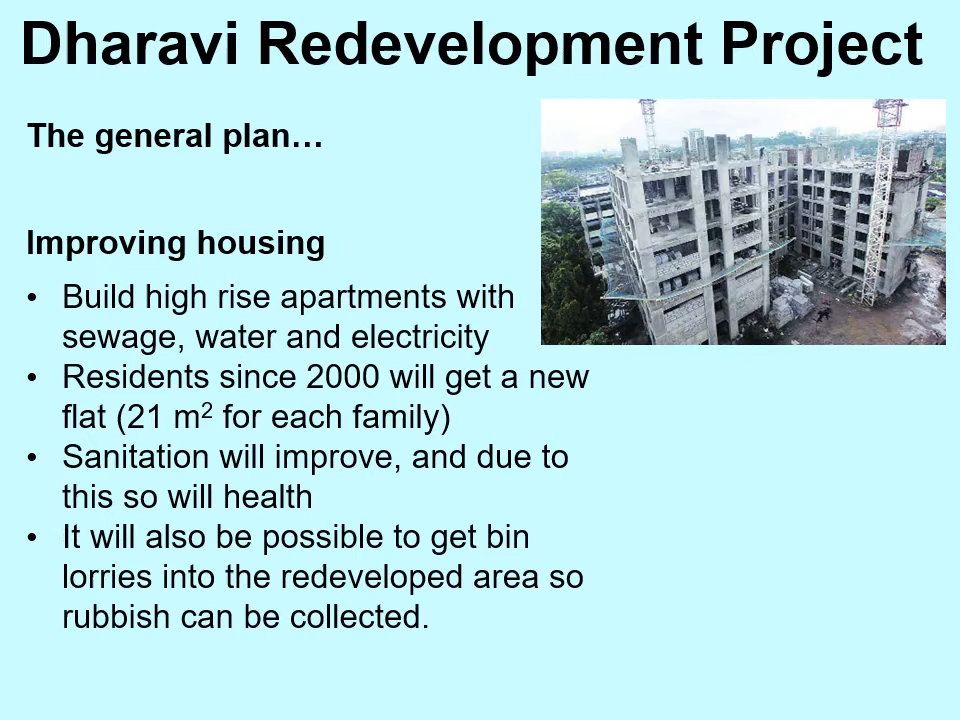 Dharavi Redevelopment Project
The general plan…
Improving housing
• Build high rise apartments with
sewage, water and electricity
• Residents since 2000 will get a new
flat (21 m² for each family)
• Sanitation will improve, and due to
this so will health
• It will also be possible to get bin
lorries into the redeveloped area so
rubbish can be collected.